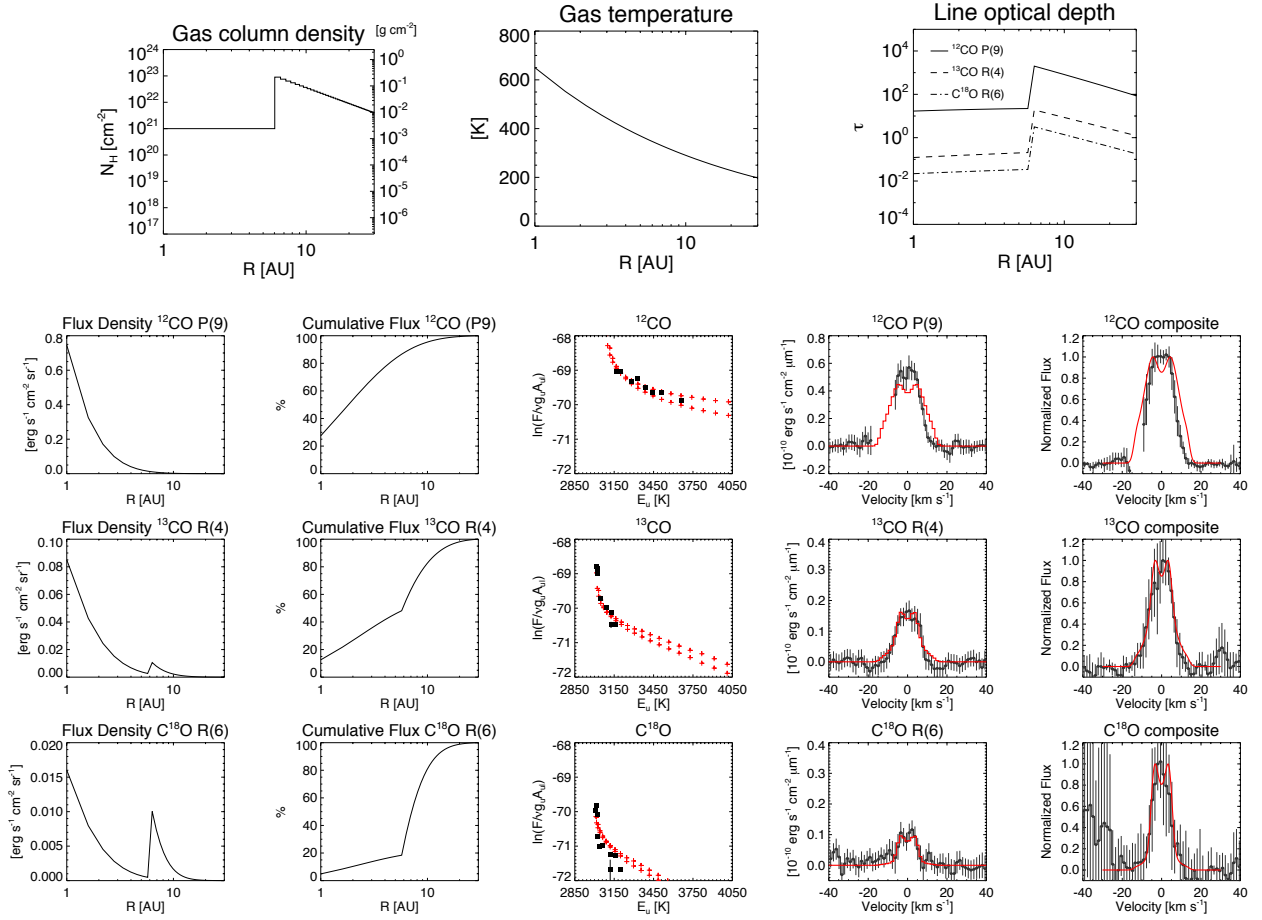 Gas column density [g cm⁻²]
Gas temperature
Line optical depth
10²⁴
10²³
10²²
10²¹
10²⁰
10¹⁹
10¹⁸
10¹⁷
N_H [cm⁻²]
10⁰
10⁻¹
10⁻²
10⁻³
10⁻⁴
10⁻⁵
10⁻⁶
1 10
R [AU]
800
600
400
200
0
[K]
1 10
R [AU]
10⁴
10²
10⁰
10⁻²
10⁻⁴
τ
¹²CO P(9)
¹³CO R(4)
C¹⁸O R(6)
1 10
R [AU]
Flux Density ¹²CO P(9)
0.8
0.6
0.4
0.2
0.0
[erg s⁻¹ cm⁻² sr⁻¹]
1 10
R [AU]
Cumulative Flux ¹²CO (P9)
100
80
60
40
20
0
%
1 10
R [AU]
¹²CO
-68
-69
-70
-71
-72
ln(F/νg_uA_ul)
2850 3150 3450 3750 4050
E_u [K]
¹²CO P(9)
0.8
0.6
0.4
0.2
0.0
-0.2
[10⁻¹⁰ erg s⁻¹ cm⁻² μm⁻¹]
-40 -20 0 20 40
Velocity [km s⁻¹]
¹²CO composite
1.2
1.0
0.8
0.6
0.4
0.2
0.0
Normalized Flux
-40 -20 0 20 40
Velocity [km s⁻¹]
Flux Density ¹³CO R(4)
0.10
0.08
0.06
0.04
0.02
0.00
[erg s⁻¹ cm⁻² sr⁻¹]
1 10
R [AU]
Cumulative Flux ¹³CO R(4)
100
80
60
40
20
0
%
1 10
R [AU]
¹³CO
-68
-69
-70
-71
-72
ln(F/νg_uA_ul)
2850 3150 3450 3750 4050
E_u [K]
¹³CO R(4)
0.4
0.3
0.2
0.1
0.0
[10⁻¹⁰ erg s⁻¹ cm⁻² μm⁻¹]
-40 -20 0 20 40
Velocity [km s⁻¹]
¹³CO composite
1.2
1.0
0.8
0.6
0.4
0.2
0.0
Normalized Flux
-40 -20 0 20 40
Velocity [km s⁻¹]
Flux Density C¹⁸O R(6)
0.020
0.015
0.010
0.005
0.000
[erg s⁻¹ cm⁻² sr⁻¹]
1 10
R [AU]
Cumulative Flux C¹⁸O R(6)
100
80
60
40
20
0
%
1 10
R [AU]
C¹⁸O
-68
-69
-70
-71
-72
ln(F/νg_uA_ul)
2850 3150 3450 3750 4050
E_u [K]
C¹⁸O R(6)
0.4
0.3
0.2
0.1
0.0
[10⁻¹⁰ erg s⁻¹ cm⁻² μm⁻¹]
-40 -20 0 20 40
Velocity [km s⁻¹]
C¹⁸O composite
1.2
1.0
0.8
0.6
0.4
0.2
0.0
Normalized Flux
-40 -20 0 20 40
Velocity [km s⁻¹]